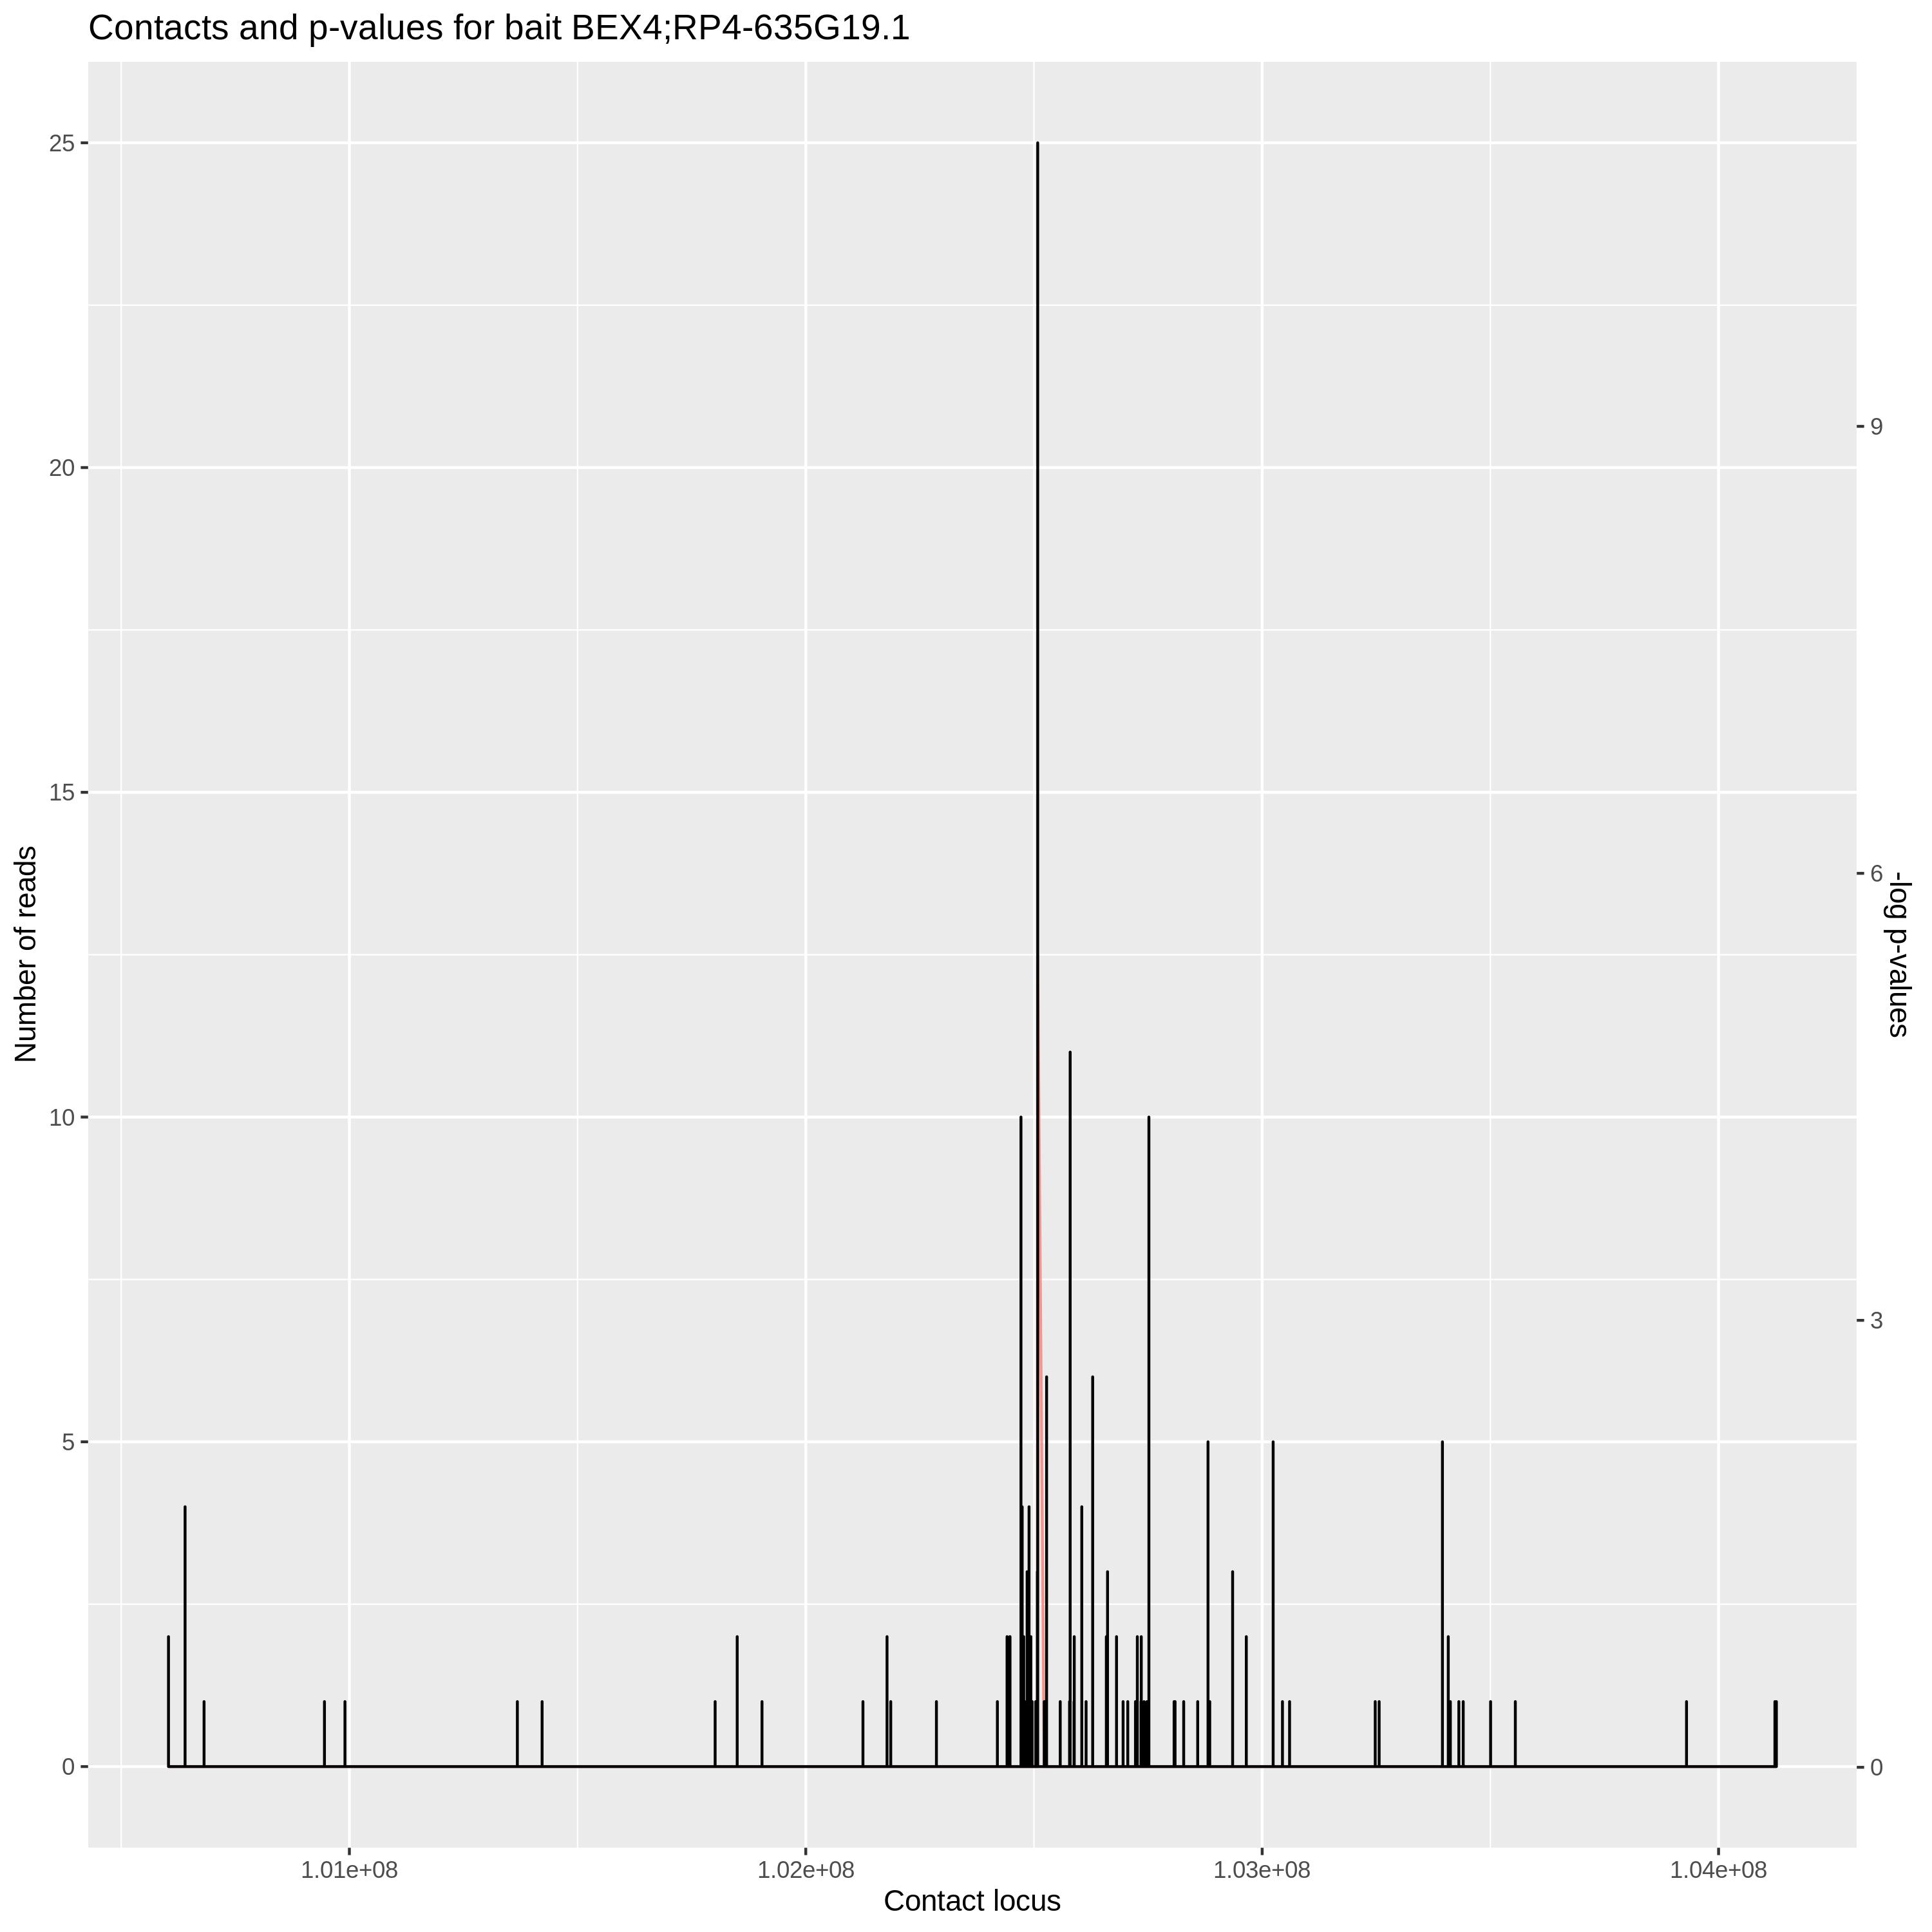 Contacts and p-values for bait BEX4;RP4-635G19.1
25
20
15
10
5
0
Number of reads
9
6
3
0
-log p-values
1.01e+08
1.02e+08
1.03e+08
1.04e+08
Contact locus